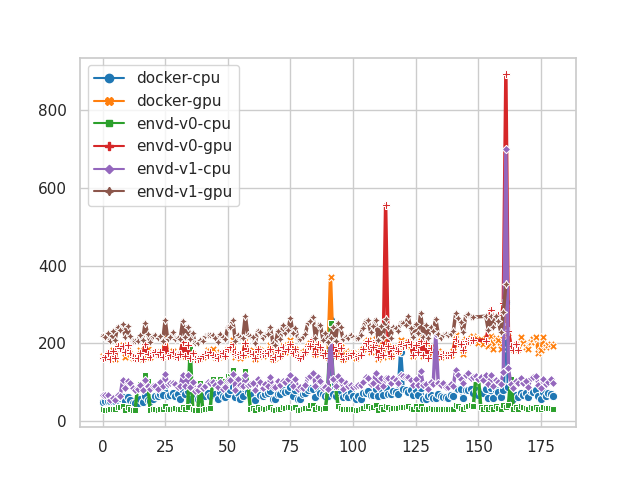 docker-cpu
docker-gpu
envd-v0-cpu
envd-v0-gpu
envd-v1-cpu
envd-v1-gpu
800
600
400
200
0
0 25 50 75 100 125 150 175